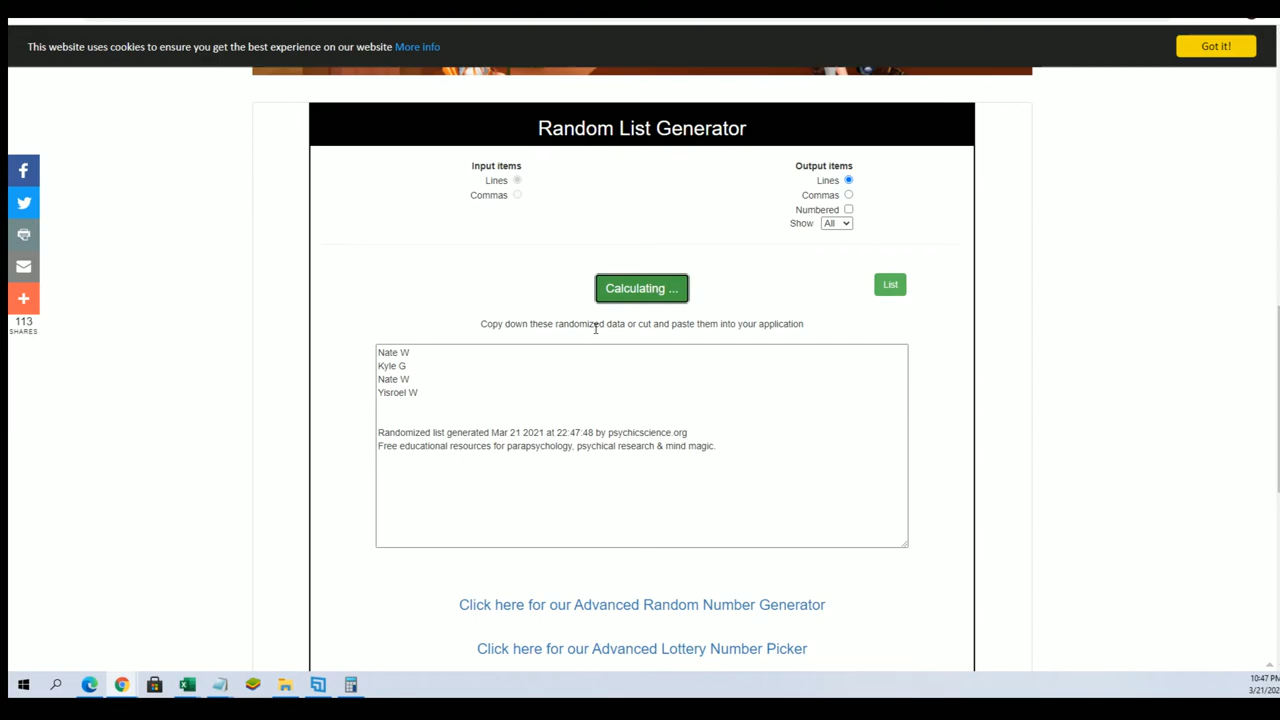 This website uses cookies to ensure you get the best experience on our website More info
Got it!
Random List Generator
Input items
Lines
Commas
Output items
Lines
Commas
Numbered
Show All
Calculating ...
List
113
SHARES
Copy down these randomized data or cut and paste them into your application
Nate W
Kyle G
Nate W
Yisroel W
Randomized list generated Mar 21 2021 at 22:47:48 by psychicscience.org
Free educational resources for parapsychology, psychical research & mind magic.
Click here for our Advanced Random Number Generator
Click here for our Advanced Lottery Number Picker
10:47 PM
3/21/202